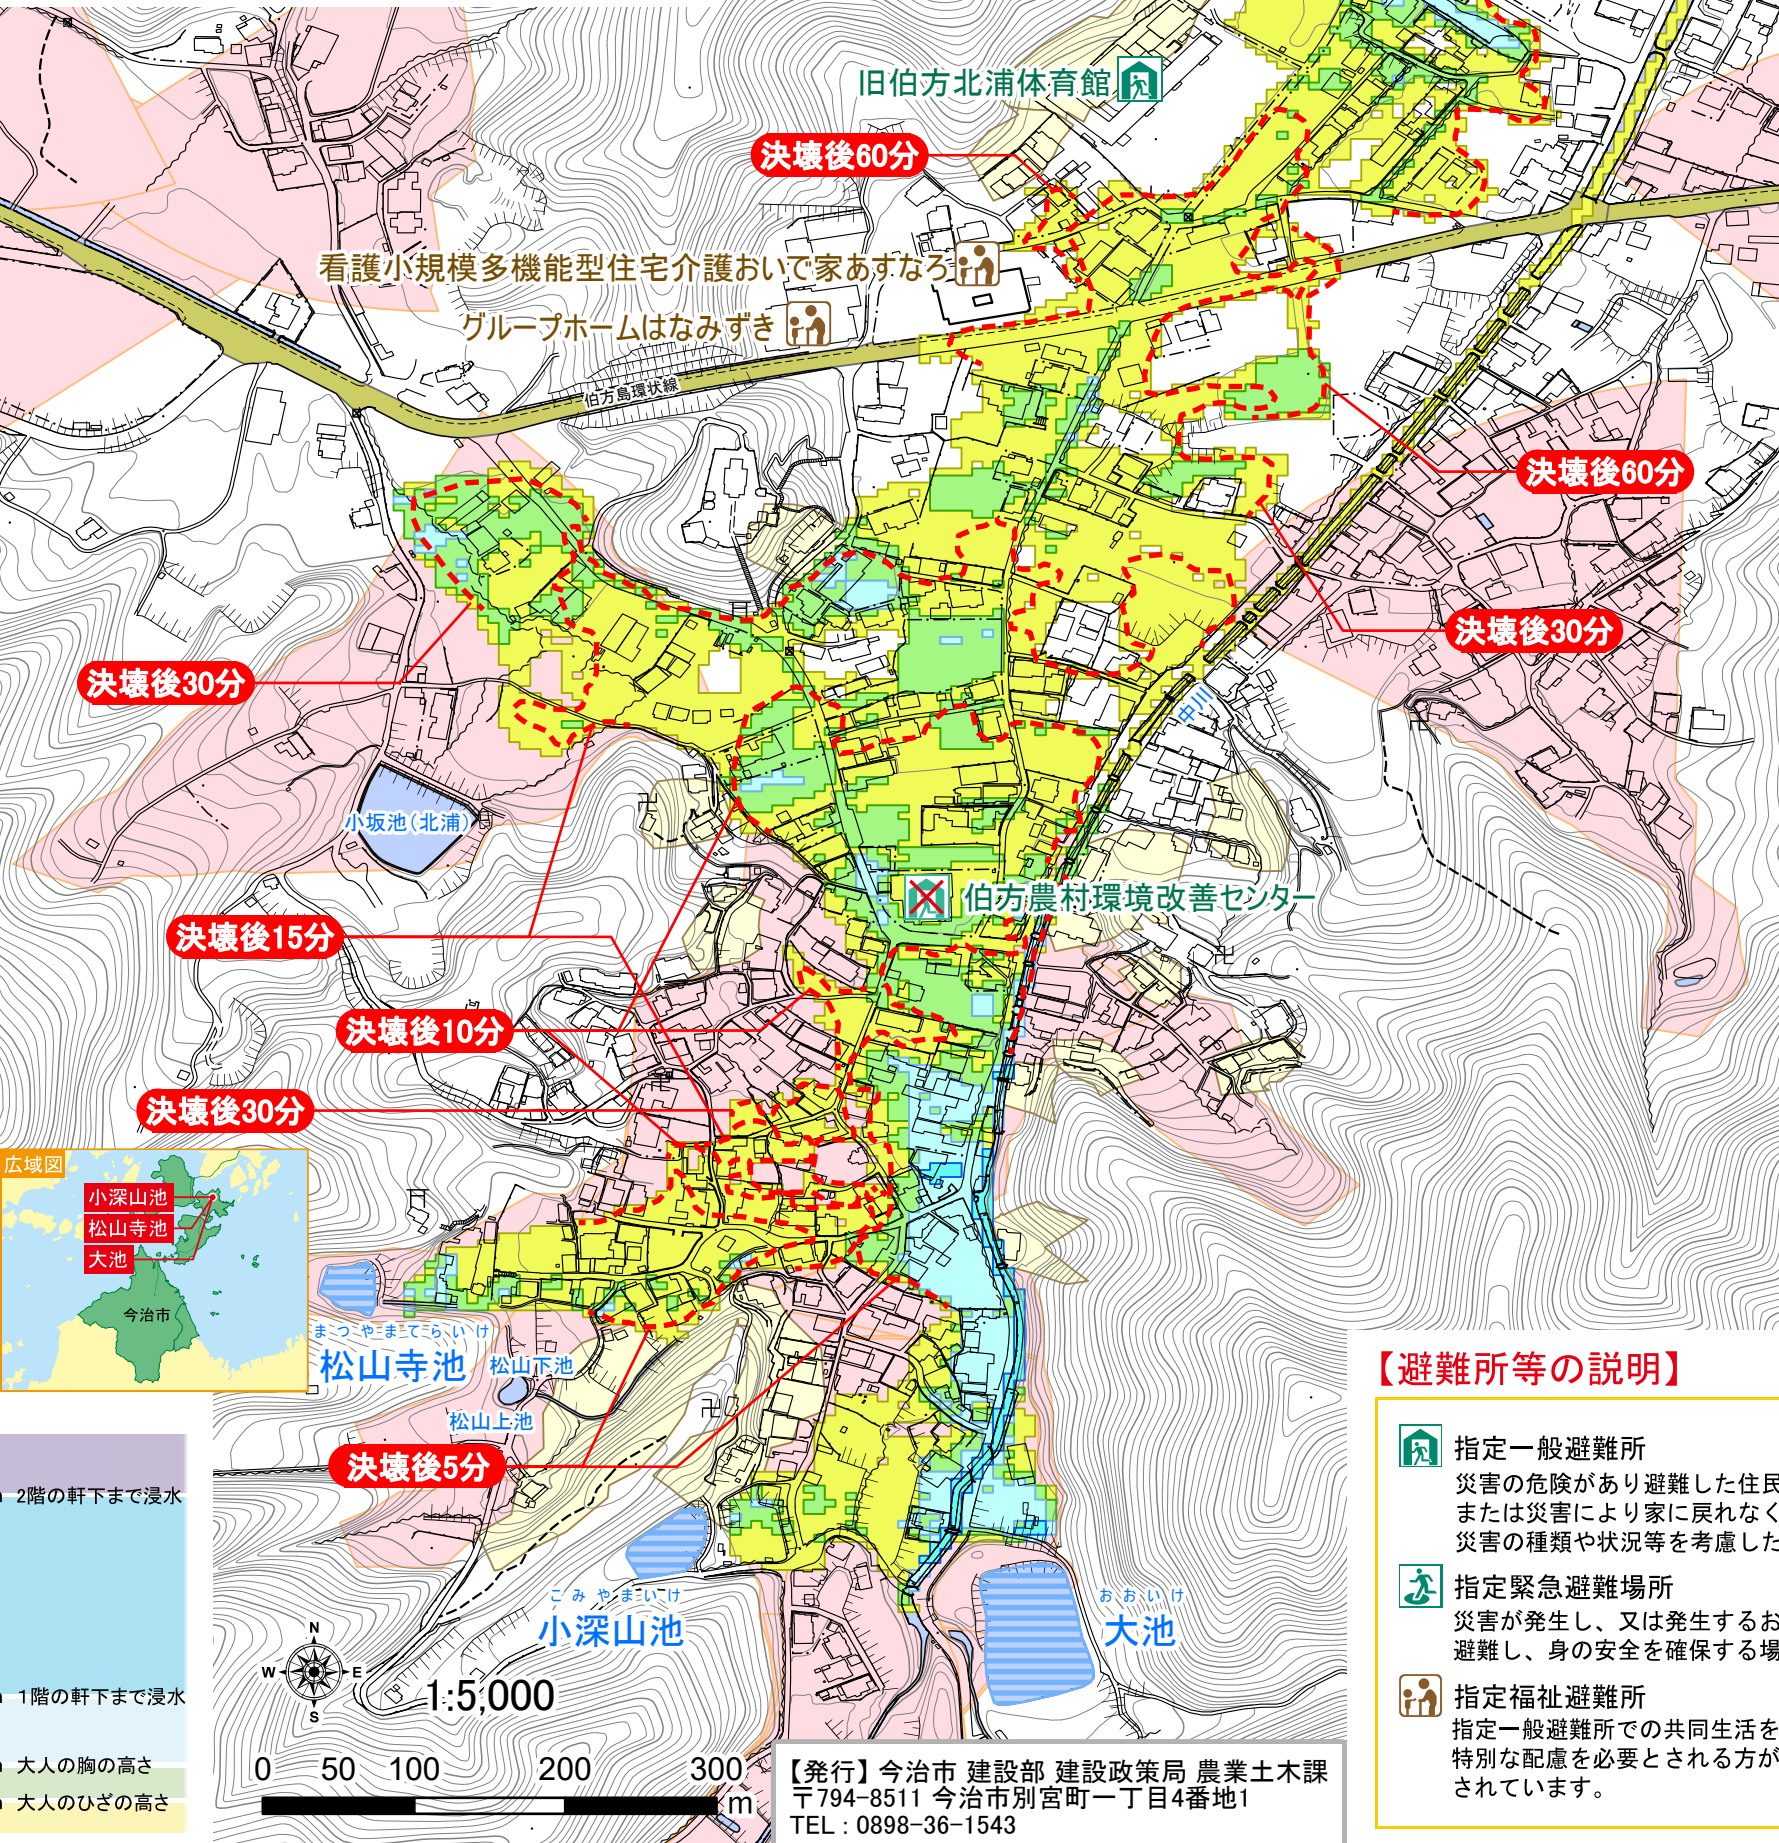 旧伯方北浦体育館
決壊後60分
看護小規模多機能型住宅介護おいで家あすなろ
グループホームはなみずき
伯方島環状線
決壊後60分
決壊後30分
決壊後30分
中川
小坂池(北浦)
伯方農村環境改善センター
決壊後15分
決壊後10分
決壊後30分
広域図
小深山池
松山寺池
大池
今治市
まつやまてらいけ
松山寺池
松山下池
松山上池
決壊後5分
2階の軒下まで浸水
1階の軒下まで浸水
大人の胸の高さ
大人のひざの高さ
こみやまいけ
小深山池
おおいけ
大池
N
W E
S
1:5,000
0 50 100 200 300
m
【発行】今治市 建設部 建設政策局 農業土木課
〒794-8511 今治市別宮町一丁目4番地1
TEL : 0898-36-1543
【避難所等の説明】
指定一般避難所
災害の危険があり避難した住民
または災害により家に戻れなく
災害の種類や状況等を考慮した
指定緊急避難場所
災害が発生し、又は発生するお
避難し、身の安全を確保する場
指定福祉避難所
指定一般避難所での共同生活を
特別な配慮を必要とされる方が
されています。